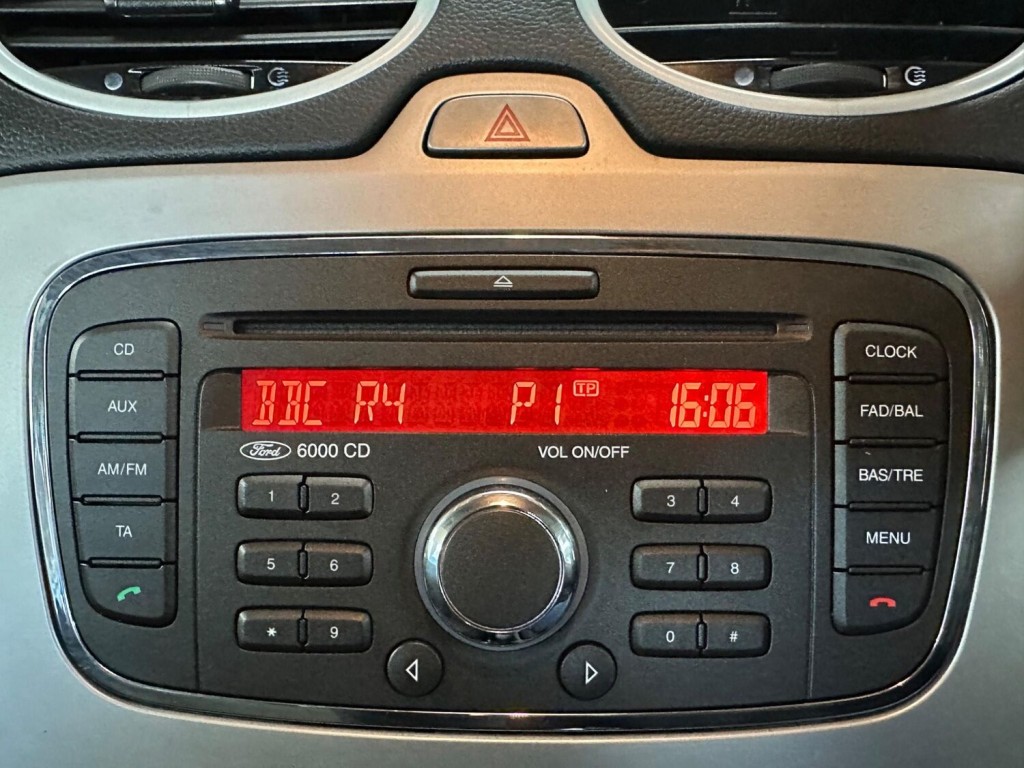 CD
AUX
AM/FM
TA
BBC R4 P1 TP 16:06
Ford 6000 CD
VOL ON/OFF
1 2
5 6
* 9
3 4
7 8
0 #
CLOCK
FAD/BAL
BAS/TRE
MENU